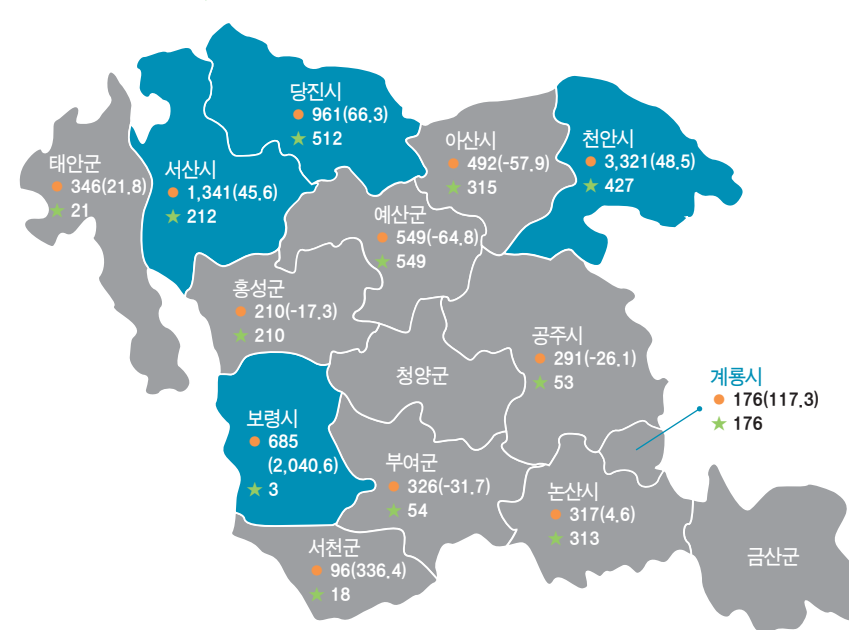 당진시
● 961(66.3)
★ 512
아산시
● 492(-57.9)
★ 315
천안시
● 3,321(48.5)
★ 427
태안군
● 346(21.8)
★ 21
서산시
● 1,341(45.6)
★ 212
예산군
● 549(-64.8)
★ 549
홍성군
● 210(-17.3)
★ 210
공주시
● 291(-26.1)
★ 53
청양군
계룡시
● 176(117.3)
★ 176
보령시
● 685
(2,040.6)
★ 3
부여군
● 326(-31.7)
★ 54
논산시
● 317(4.6)
★ 313
서천군
● 96(336.4)
★ 18
금산군